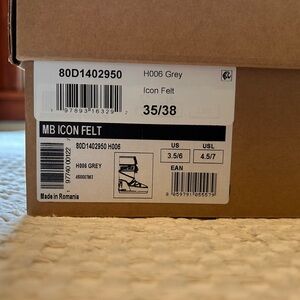 80D1402950
H006 Grey
Icon Felt
35/38
MB ICON FELT
80D1402950 H006
H006 GREY
US
USL
3.5/6
4.5/7
EAN
Made in Romania